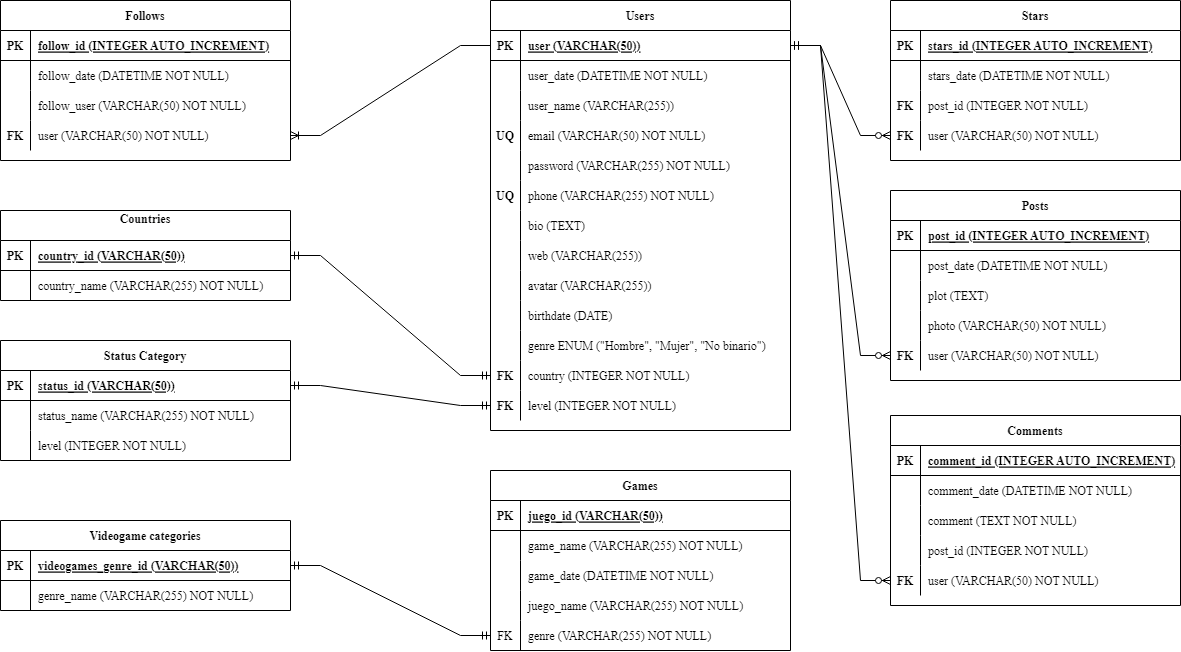 Follows
PK follow_id (INTEGER AUTO_INCREMENT)
follow_date (DATETIME NOT NULL)
follow_user (VARCHAR(50) NOT NULL)
FK user (VARCHAR(50) NOT NULL)
Countries
PK country_id (VARCHAR(50))
country_name (VARCHAR(255) NOT NULL)
Status Category
PK status_id (VARCHAR(50))
status_name (VARCHAR(255) NOT NULL)
level (INTEGER NOT NULL)
Videogame categories
PK videogames_genre_id (VARCHAR(50))
genre_name (VARCHAR(255) NOT NULL)
Users
PK user (VARCHAR(50))
user_date (DATETIME NOT NULL)
user_name (VARCHAR(255))
UQ email (VARCHAR(50) NOT NULL)
password (VARCHAR(255) NOT NULL)
UQ phone (VARCHAR(255) NOT NULL)
bio (TEXT)
web (VARCHAR(255))
avatar (VARCHAR(255))
birthdate (DATE)
genre ENUM ("Hombre", "Mujer", "No binario")
FK country (INTEGER NOT NULL)
FK level (INTEGER NOT NULL)
Games
PK juego_id (VARCHAR(50))
game_name (VARCHAR(255) NOT NULL)
game_date (DATETIME NOT NULL)
juego_name (VARCHAR(255) NOT NULL)
FK genre (VARCHAR(255) NOT NULL)
Stars
PK stars_id (INTEGER AUTO_INCREMENT)
stars_date (DATETIME NOT NULL)
FK post_id (INTEGER NOT NULL)
FK user (VARCHAR(50) NOT NULL)
Posts
PK post_id (INTEGER AUTO_INCREMENT)
post_date (DATETIME NOT NULL)
plot (TEXT)
photo (VARCHAR(50) NOT NULL)
FK user (VARCHAR(50) NOT NULL)
Comments
PK comment_id (INTEGER AUTO_INCREMENT)
comment_date (DATETIME NOT NULL)
comment (TEXT NOT NULL)
post_id (INTEGER NOT NULL)
FK user (VARCHAR(50) NOT NULL)